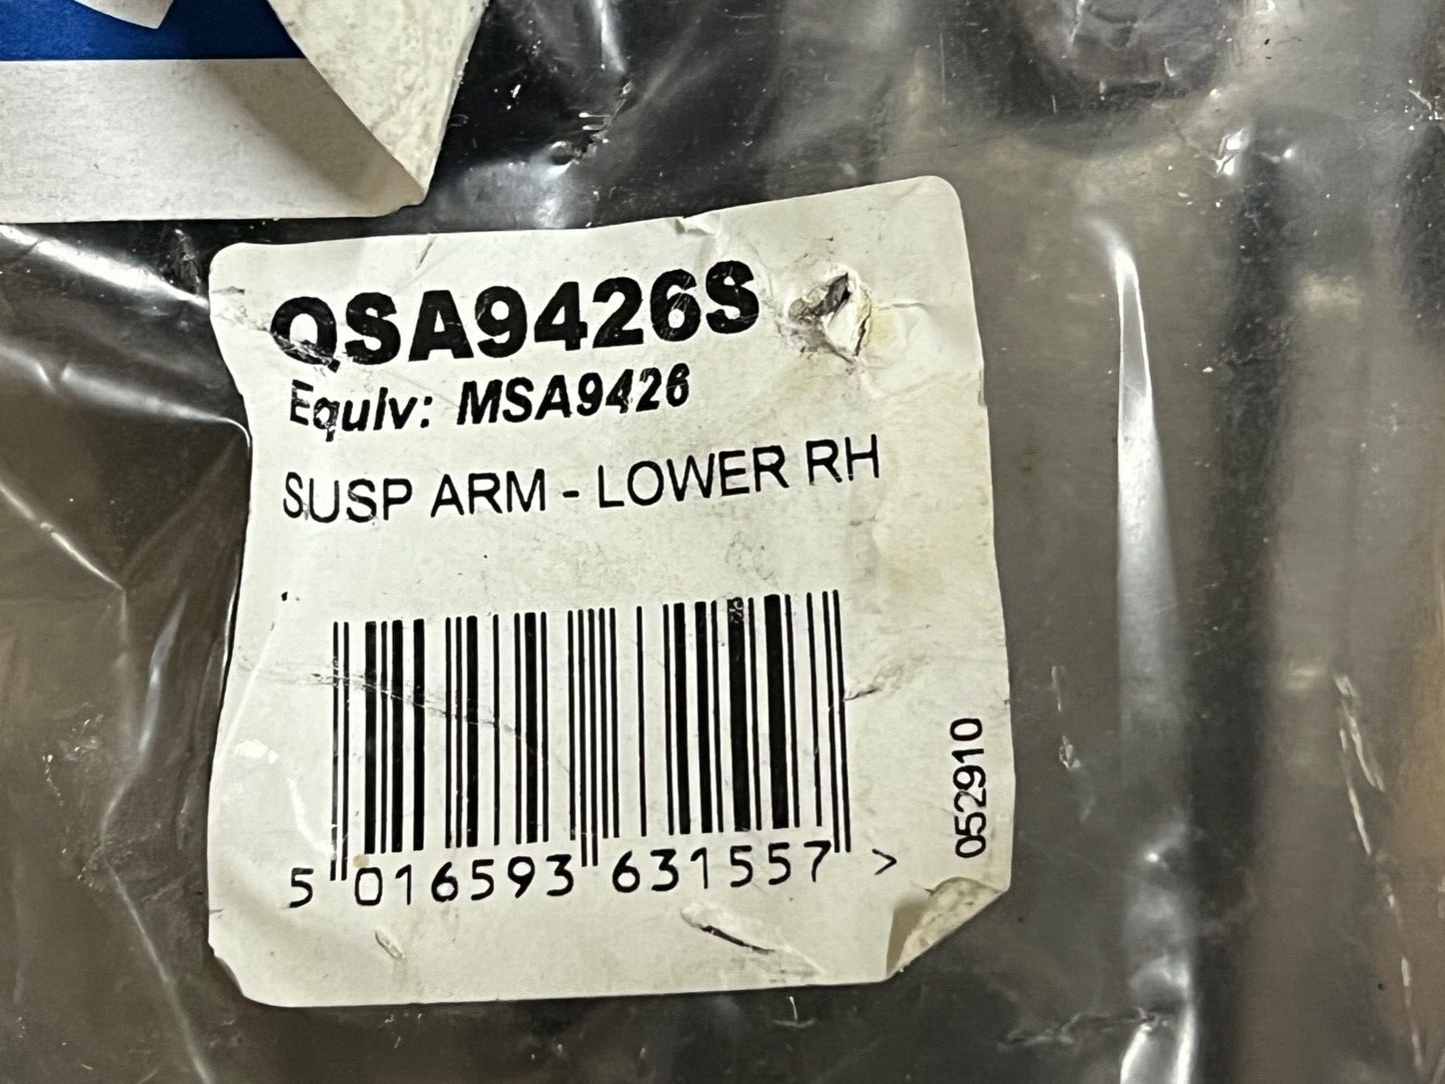 QSA9426S
Equiv: MSA9426
SUSP ARM - LOWER RH
5 016593 631557 >
052910